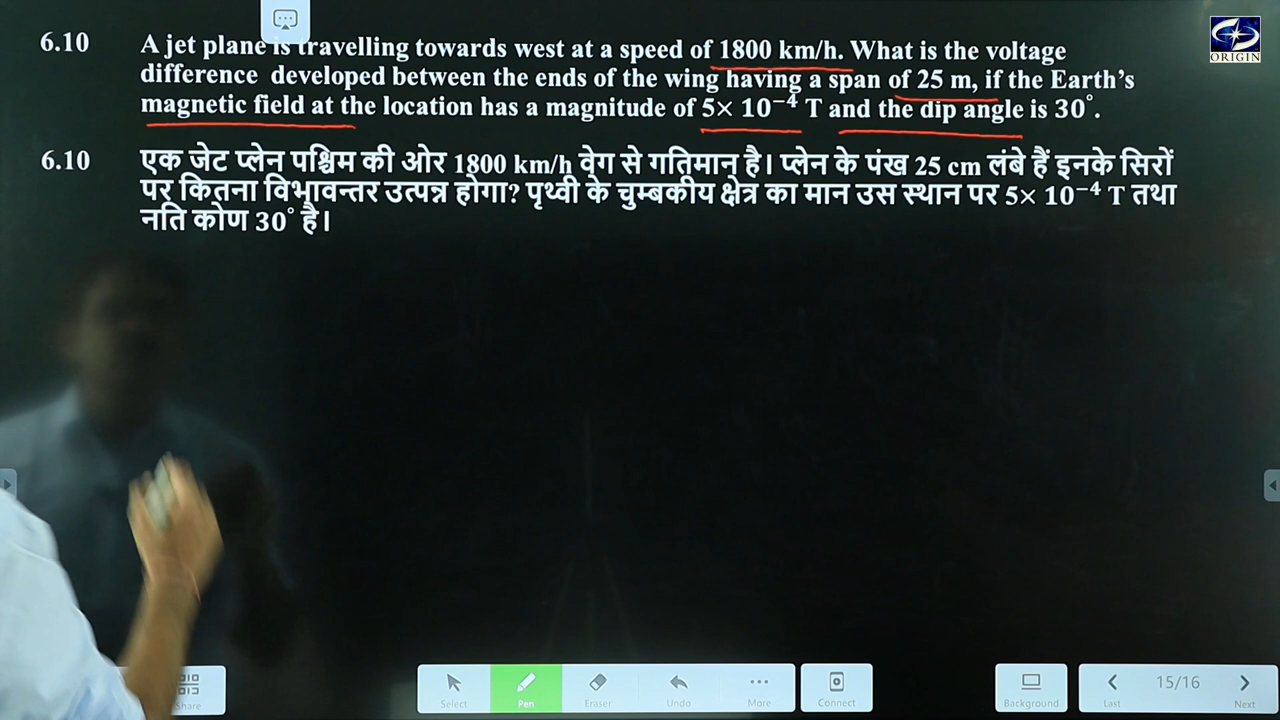 6.10 A jet plane is travelling towards west at a speed of 1800 km/h. What is the voltage
difference developed between the ends of the wing having a span of 25 m, if the Earth's
magnetic field at the location has a magnitude of 5× 10⁻⁴ T and the dip angle is 30°.
6.10 एक जेट प्लेन पश्चिम की ओर 1800 km/h वेग से गतिमान् है। प्लेन के पंख 25 cm लंबे हैं इनके सिरों
पर कितना विभावन्तर उत्पन्न होगा? पृथ्वी के चुम्बकीय क्षेत्र का मान उस स्थान पर 5× 10⁻⁴ T तथा
नति कोण 30° है।
ORIGIN
Share
Select Pen Eraser Undo More Connect Background Last 15/16 Next